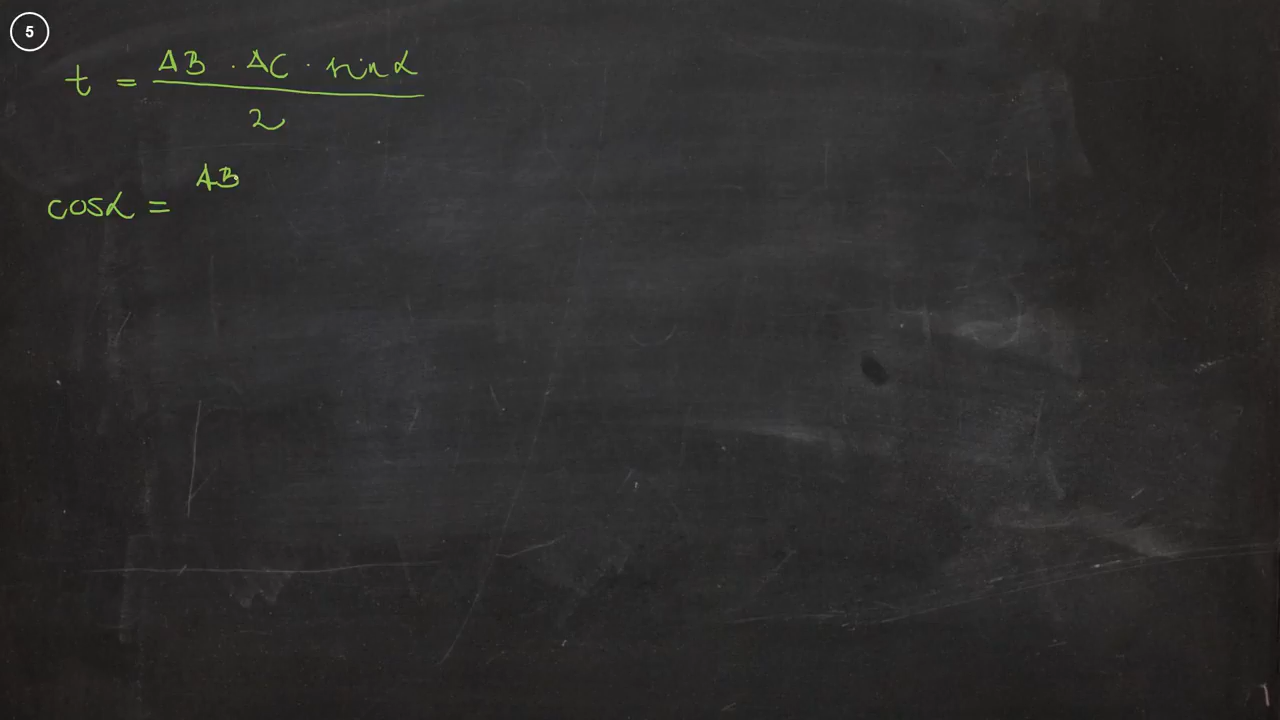 5
t = AB · AC · sin α
2
cos α = AB